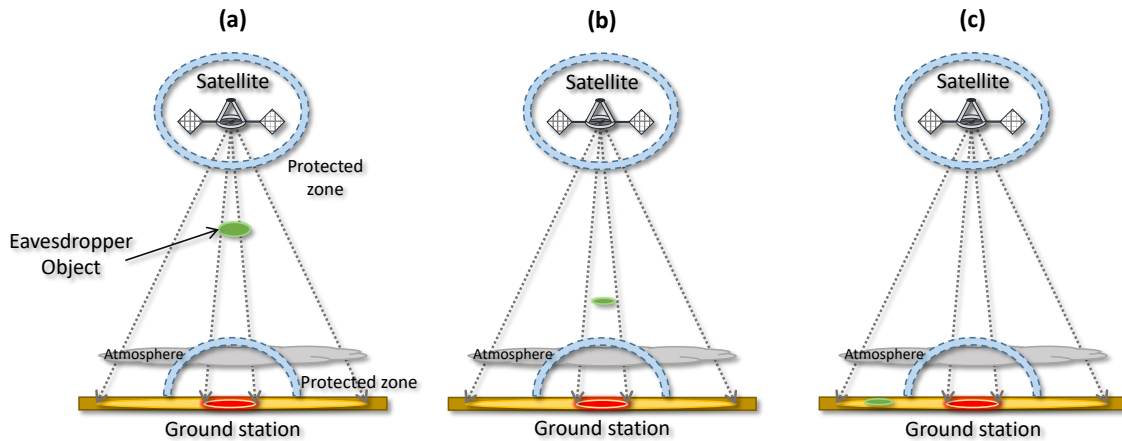 (a)
Satellite
Protected
zone
Eavesdropper
Object
Atmosphere
Protected zone
Ground station
(b)
Satellite
Atmosphere
Ground station
(c)
Satellite
Atmosphere
Ground station